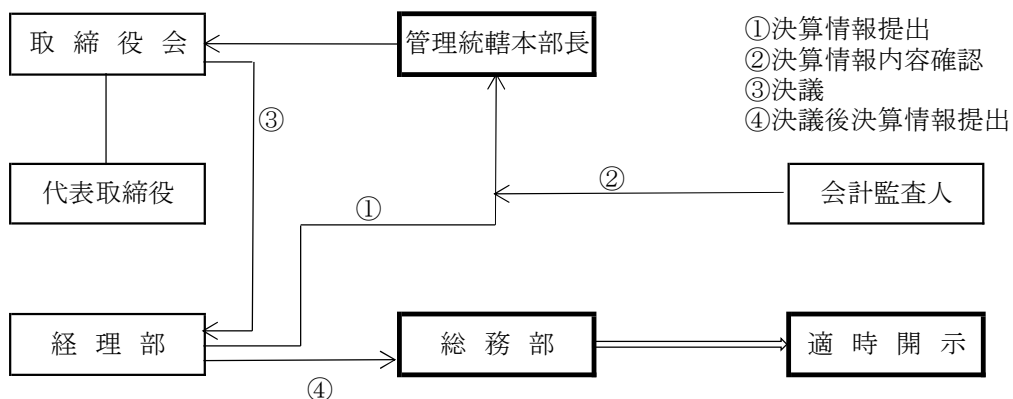 取締役会
管理統轄本部長
①決算情報提出
②決算情報内容確認
③決議
④決議後決算情報提出
③
代表取締役
②
会計監査人
①
経理部
総務部
適時開示
④